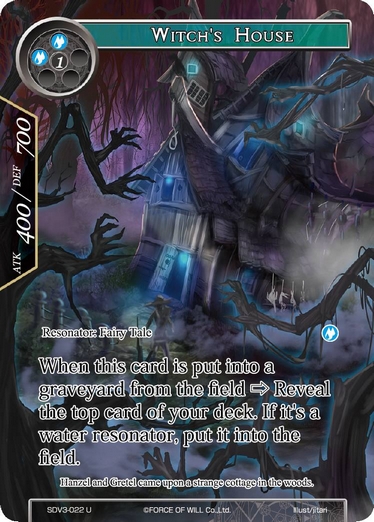 Witch's House
1
ATK 400 / DEF 700
Resonator: Fairy Tale
When this card is put into a
graveyard from the field ⇨ Reveal
the top card of your deck. If it's a
water resonator, put it into the
field.
Hanzel and Gretel came upon a strange cottage in the woods.
SDV3-022 U ©FORCE OF WILL Co.,Ltd. Illust/jitari